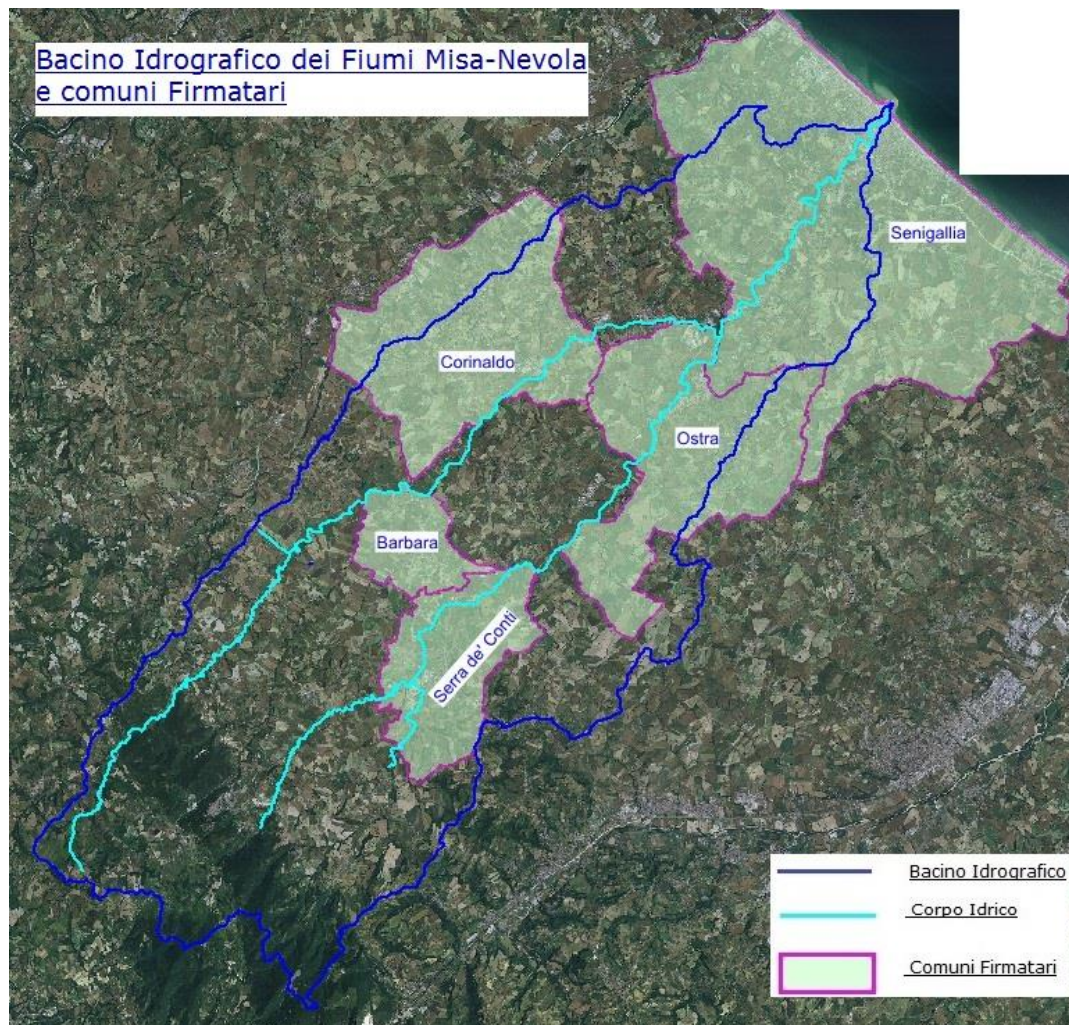 Bacino Idrografico dei Fiumi Misa-Nevola
e comuni Firmatari
Senigallia
Corinaldo
Ostra
Barbara
Serra de' Conti
Bacino Idrografico
Corpo Idrico
Comuni Firmatari